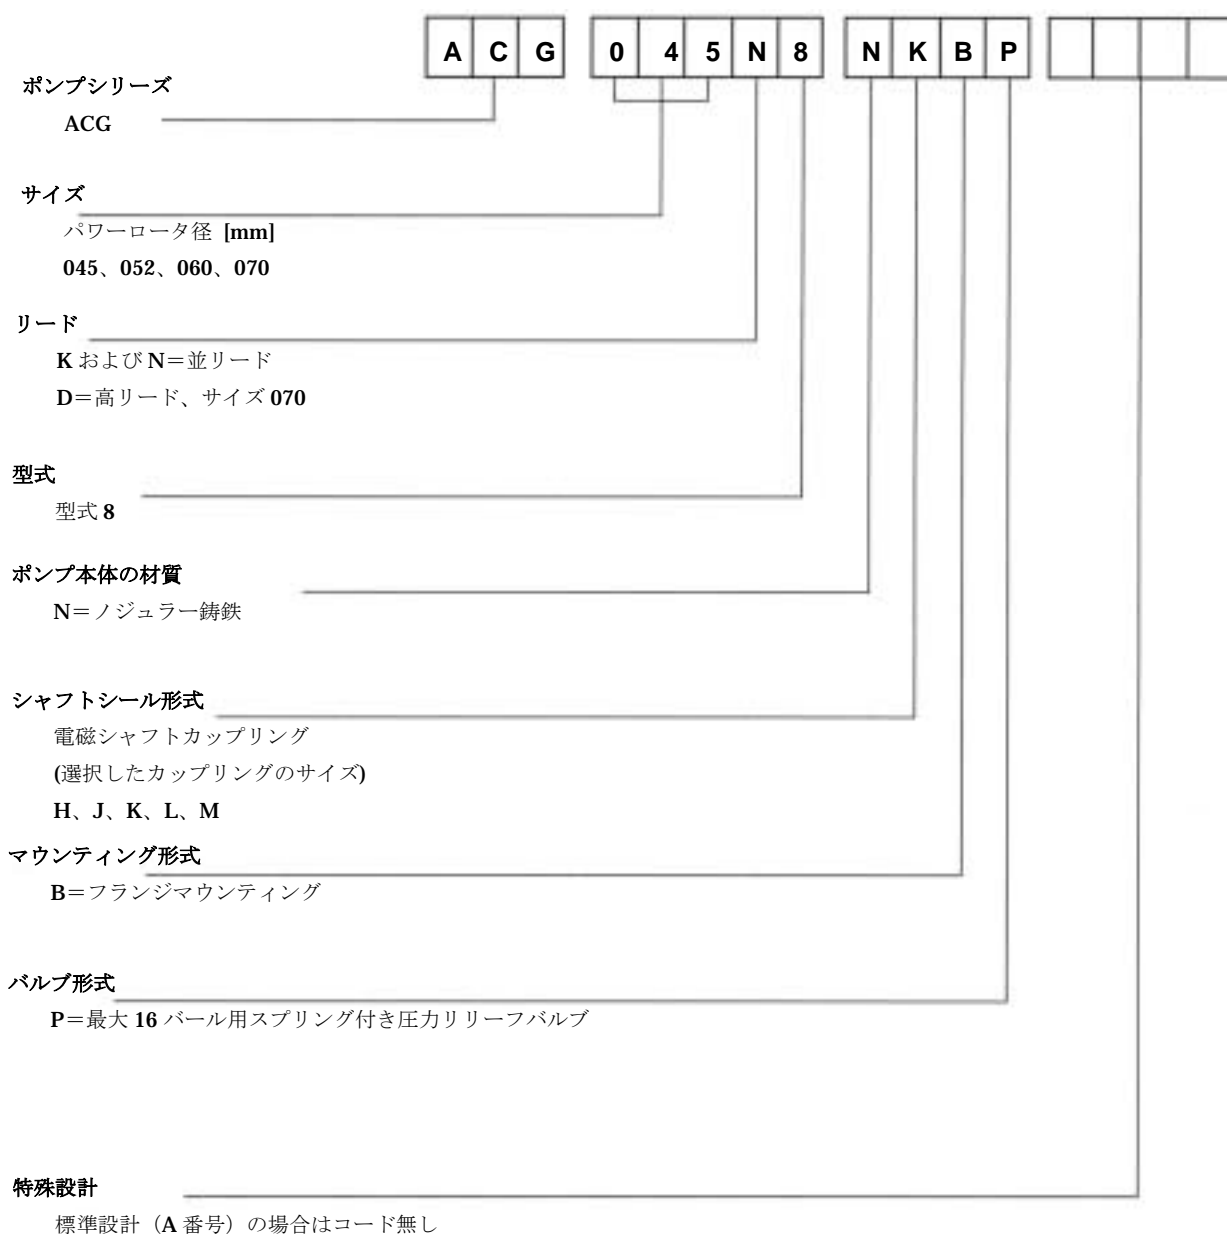 ACG 045N8 NKBP
ポンプシリーズ
ACG
サイズ
パワーロータ径 [mm]
045、052、060、070
リード
K および N＝並リード
D＝高リード、サイズ 070
型式
型式 8
ポンプ本体の材質
N＝ノジュラー鋳鉄
シャフトシール形式
電磁シャフトカップリング
(選択したカップリングのサイズ)
H、J、K、L、M
マウンティング形式
B＝フランジマウンティング
バルブ形式
P＝最大 16 バール用スプリング付き圧力リリーフバルブ
特殊設計
標準設計（A 番号）の場合はコード無し